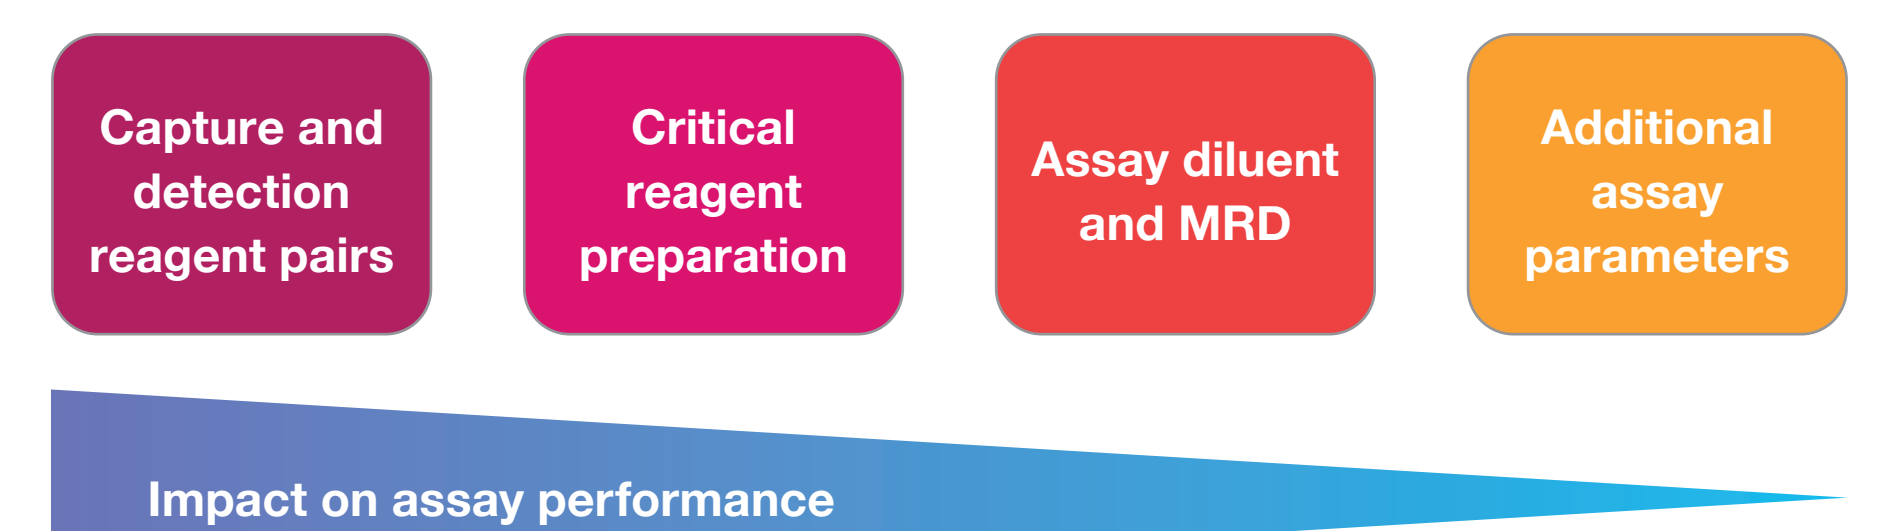 Capture and
detection
reagent pairs
Critical
reagent
preparation
Assay diluent
and MRD
Additional
assay
parameters
Impact on assay performance